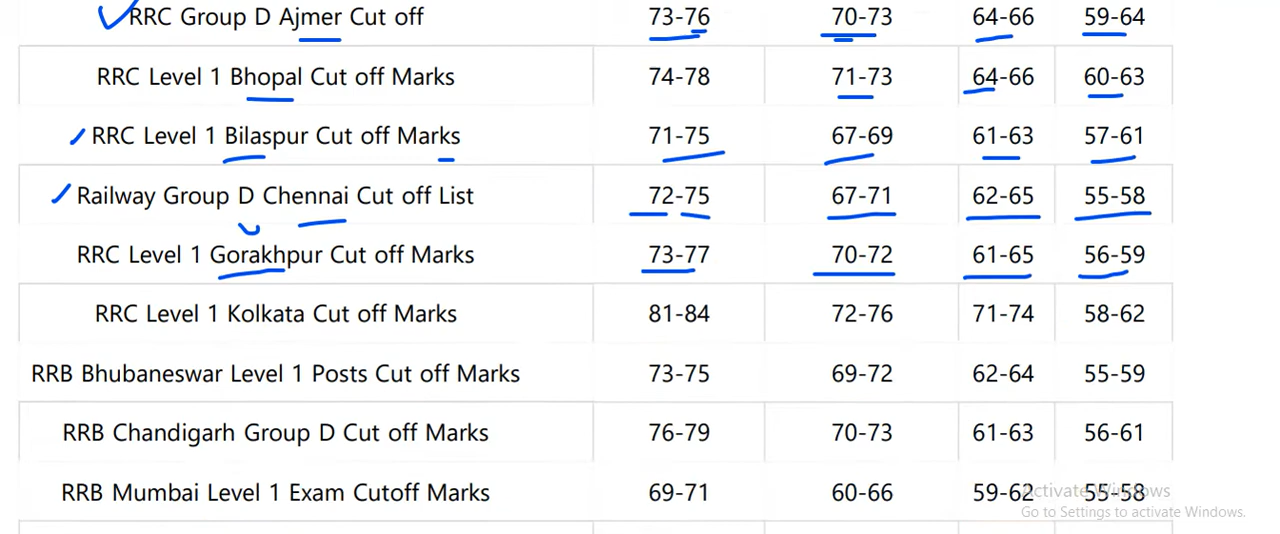 RRC Group D Ajmer Cut off 73-76 70-73 64-66 59-64
RRC Level 1 Bhopal Cut off Marks 74-78 71-73 64-66 60-63
RRC Level 1 Bilaspur Cut off Marks 71-75 67-69 61-63 57-61
Railway Group D Chennai Cut off List 72-75 67-71 62-65 55-58
RRC Level 1 Gorakhpur Cut off Marks 73-77 70-72 61-65 56-59
RRC Level 1 Kolkata Cut off Marks 81-84 72-76 71-74 58-62
RRB Bhubaneswar Level 1 Posts Cut off Marks 73-75 69-72 62-64 55-59
RRB Chandigarh Group D Cut off Marks 76-79 70-73 61-63 56-61
RRB Mumbai Level 1 Exam Cutoff Marks 69-71 60-66 59-62 55-58
Activate Windows
Go to Settings to activate Windows.